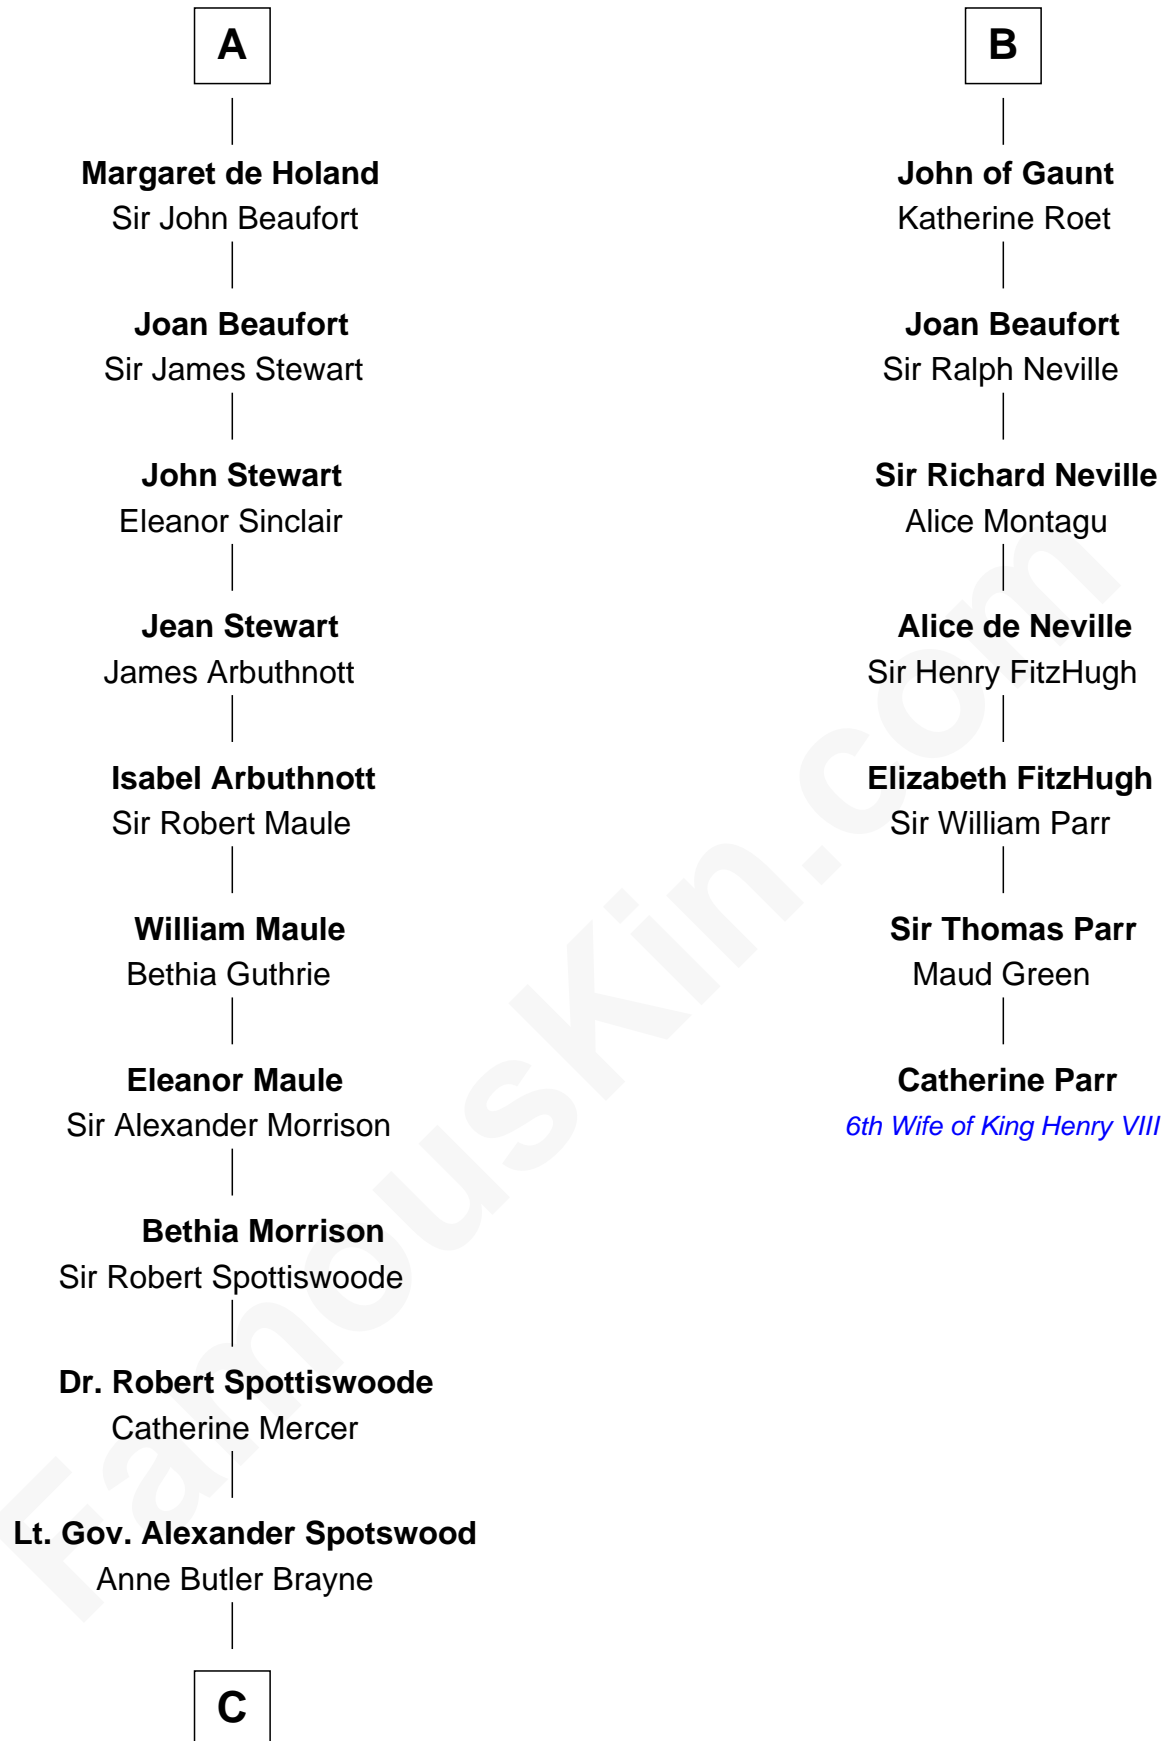 A
Margaret de Holand
Sir John Beaufort
Joan Beaufort
Sir James Stewart
John Stewart
Eleanor Sinclair
Jean Stewart
James Arbuthnott
Isabel Arbuthnott
Sir Robert Maule
William Maule
Bethia Guthrie
Eleanor Maule
Sir Alexander Morrison
Bethia Morrison
Sir Robert Spottiswoode
Dr. Robert Spottiswoode
Catherine Mercer
Lt. Gov. Alexander Spotswood
Anne Butler Brayne
C
B
John of Gaunt
Katherine Roet
Joan Beaufort
Sir Ralph Neville
Sir Richard Neville
Alice Montagu
Alice de Neville
Sir Henry FitzHugh
Elizabeth FitzHugh
Sir William Parr
Sir Thomas Parr
Maud Green
Catherine Parr
6th Wife of King Henry VIII
FamousKin.com